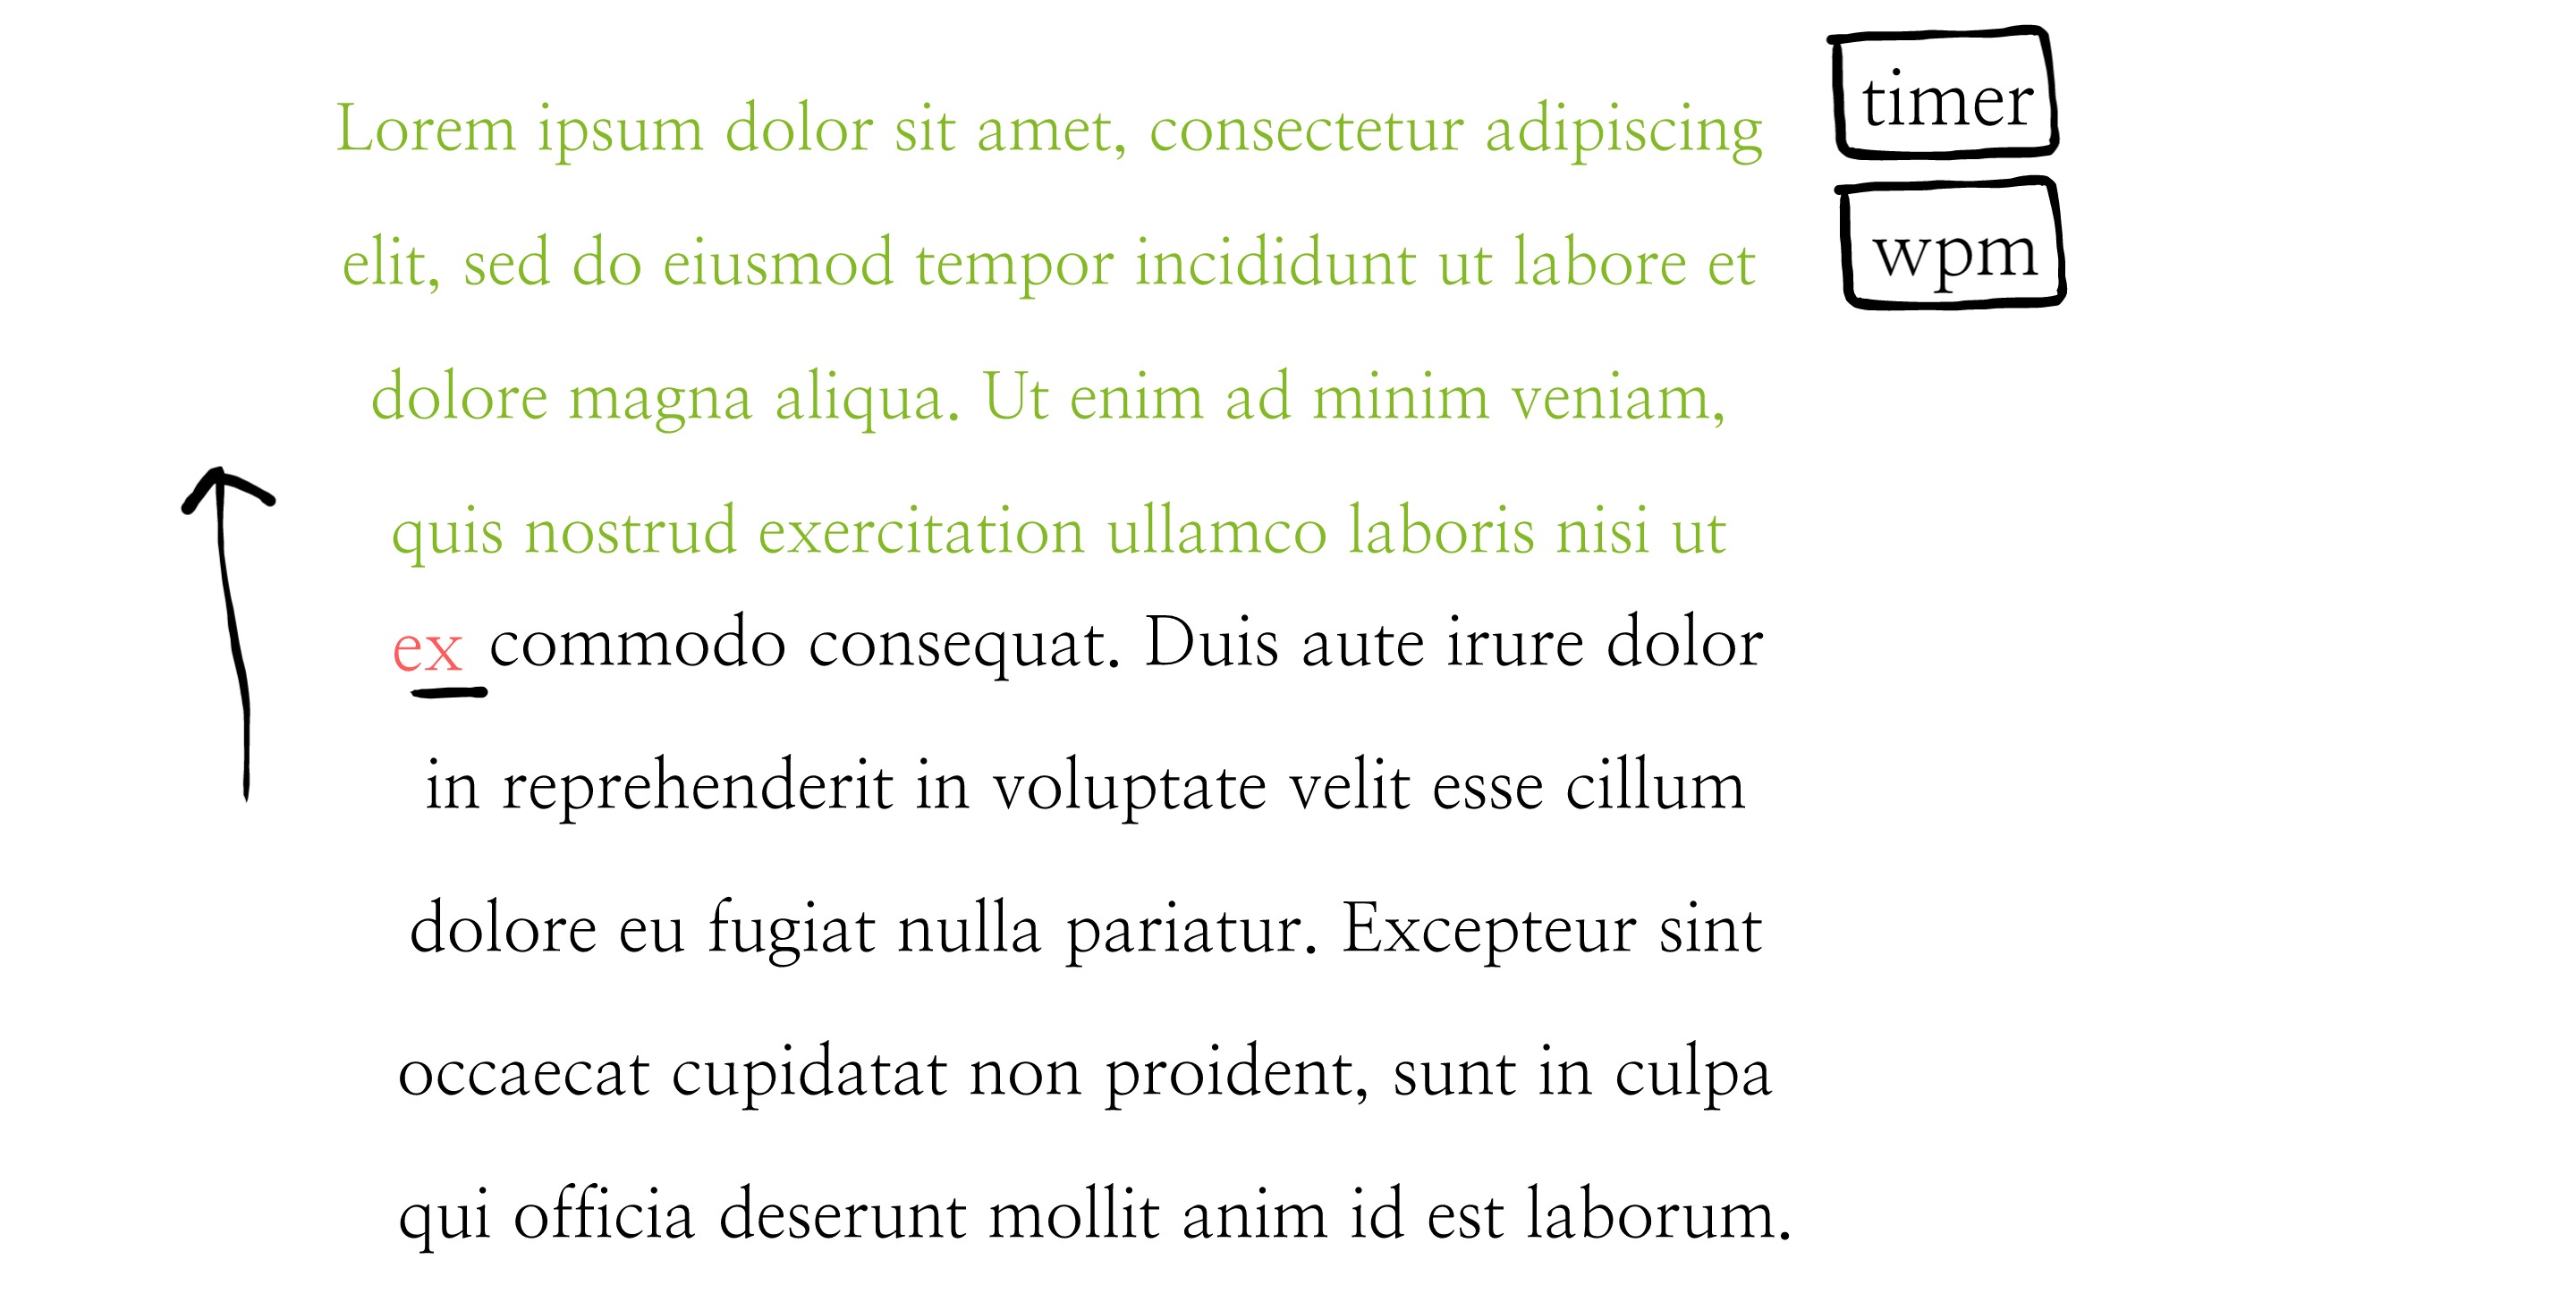 Lorem ipsum dolor sit amet, consectetur adipiscing
elit, sed do eiusmod tempor incididunt ut labore et
dolore magna aliqua. Ut enim ad minim veniam,
quis nostrud exercitation ullamco laboris nisi ut
ex commodo consequat. Duis aute irure dolor
in reprehenderit in voluptate velit esse cillum
dolore eu fugiat nulla pariatur. Excepteur sint
occaecat cupidatat non proident, sunt in culpa
qui officia deserunt mollit anim id est laborum.
timer
wpm